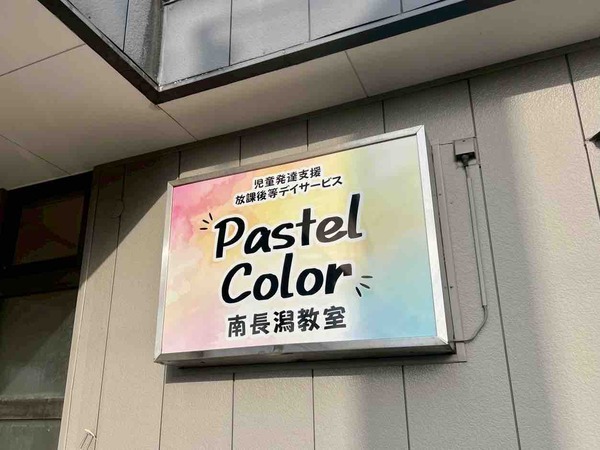 児童発達支援
放課後等デイサービス
Pastel
Color
南長潟教室